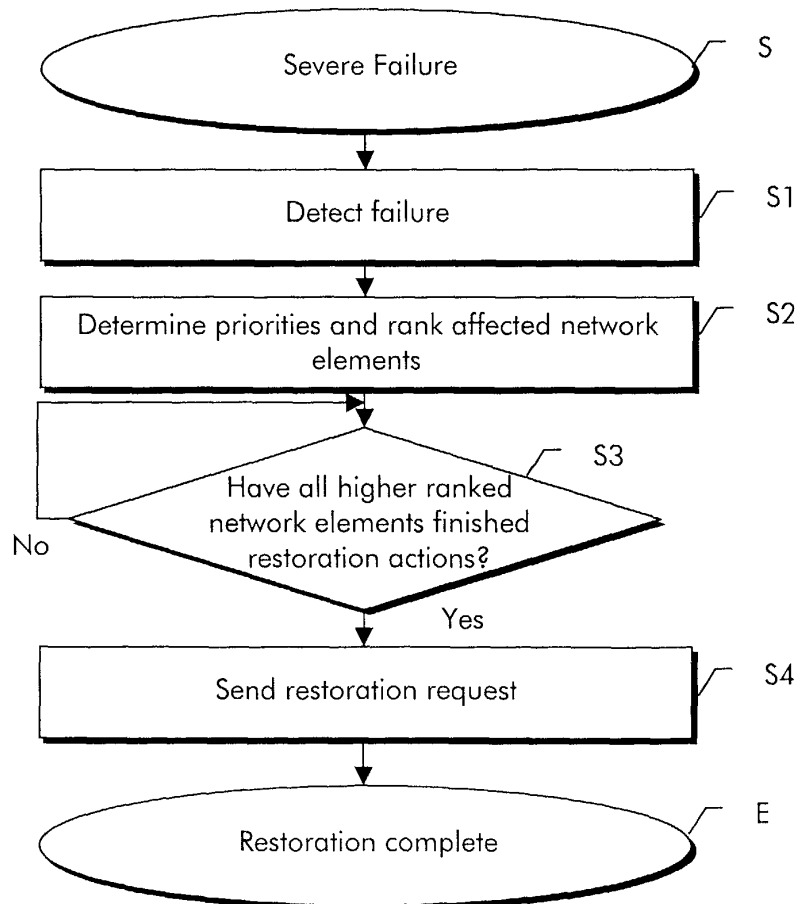 Severe Failure
S
Detect failure
S1
Determine priorities and rank affected network
elements
S2
Have all higher ranked
network elements finished
restoration actions?
S3
No
Yes
Send restoration request
S4
Restoration complete
E